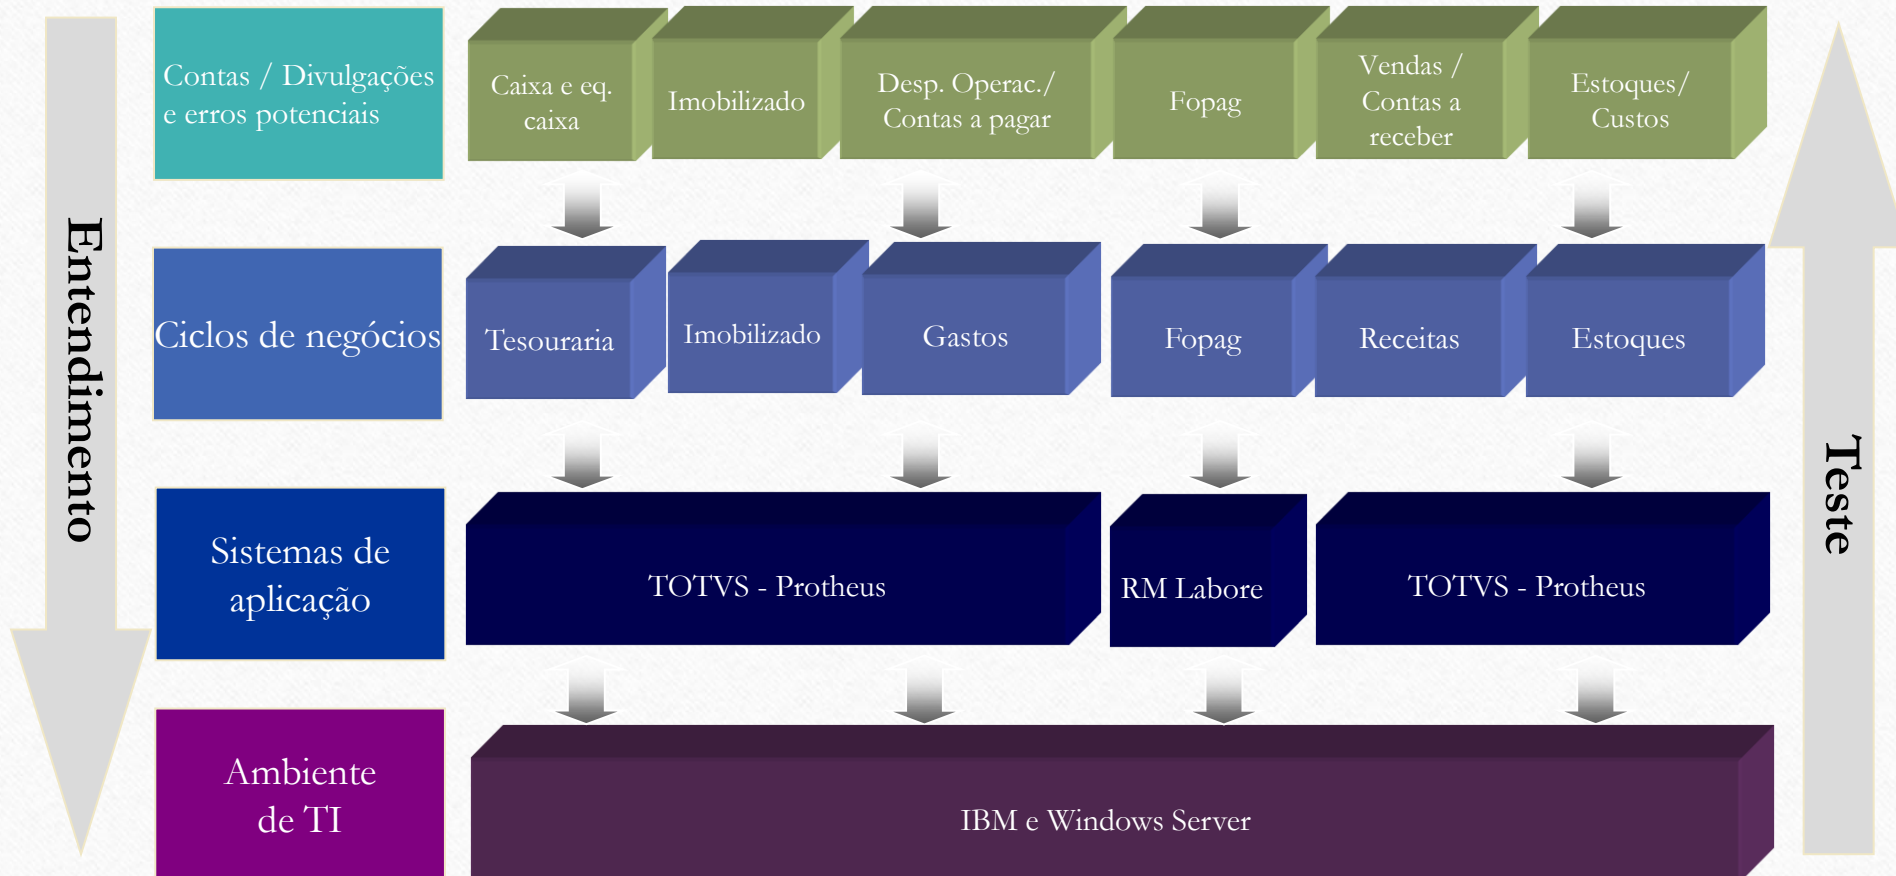 Entendimento
Contas / Divulgações
e erros potenciais
Caixa e eq.
caixa
Imobilizado
Desp. Operac./
Contas a pagar
Fopag
Vendas /
Contas a
receber
Estoques/
Custos
Ciclos de negócios
Tesouraria
Imobilizado
Gastos
Fopag
Receitas
Estoques
Sistemas de
aplicação
TOTVS - Protheus
RM Labore
TOTVS - Protheus
Ambiente
de TI
IBM e Windows Server
Teste